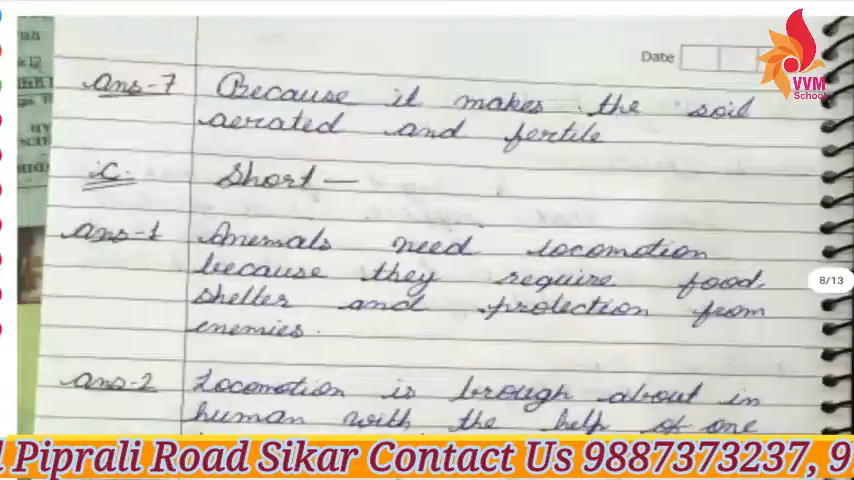 Date
VVM
School
Ans-7 Because it makes the soil
aerated and fertile
C. Short —
Ans-1 Anemals need locomotion
because they require food,
shelter and protection from
enemies.
8/13
Ans-2 Locomotion is brough about in
human with the help of one
Piprali Road Sikar Contact Us 9887373237, 9